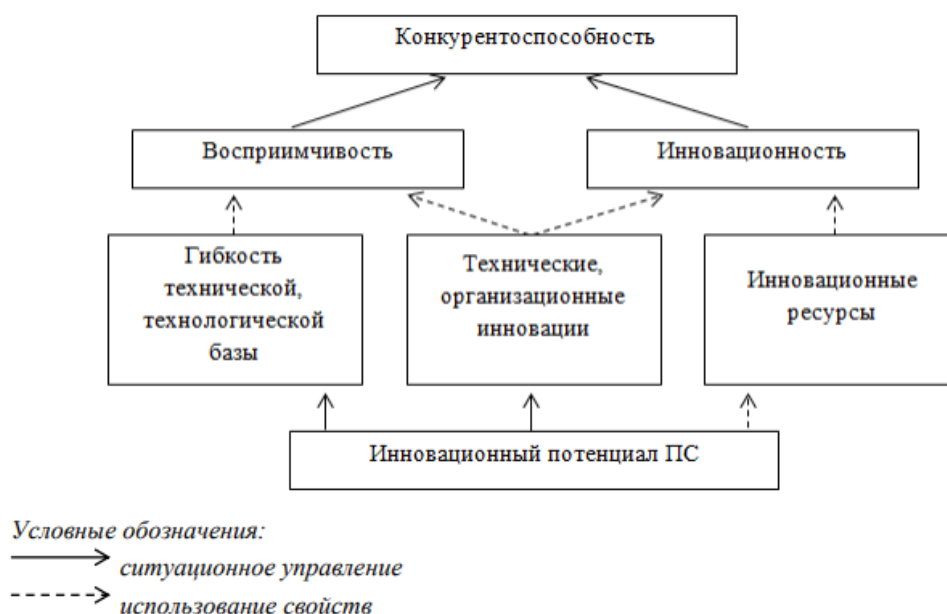 Конкурентоспособность
Восприимчивость
Инновационность
Гибкость
технической,
технологической
базы
Технические,
организационные
инновации
Инновационные
ресурсы
Инновационный потенциал ПС
Условные обозначения:
ситуационное управление
использование свойств